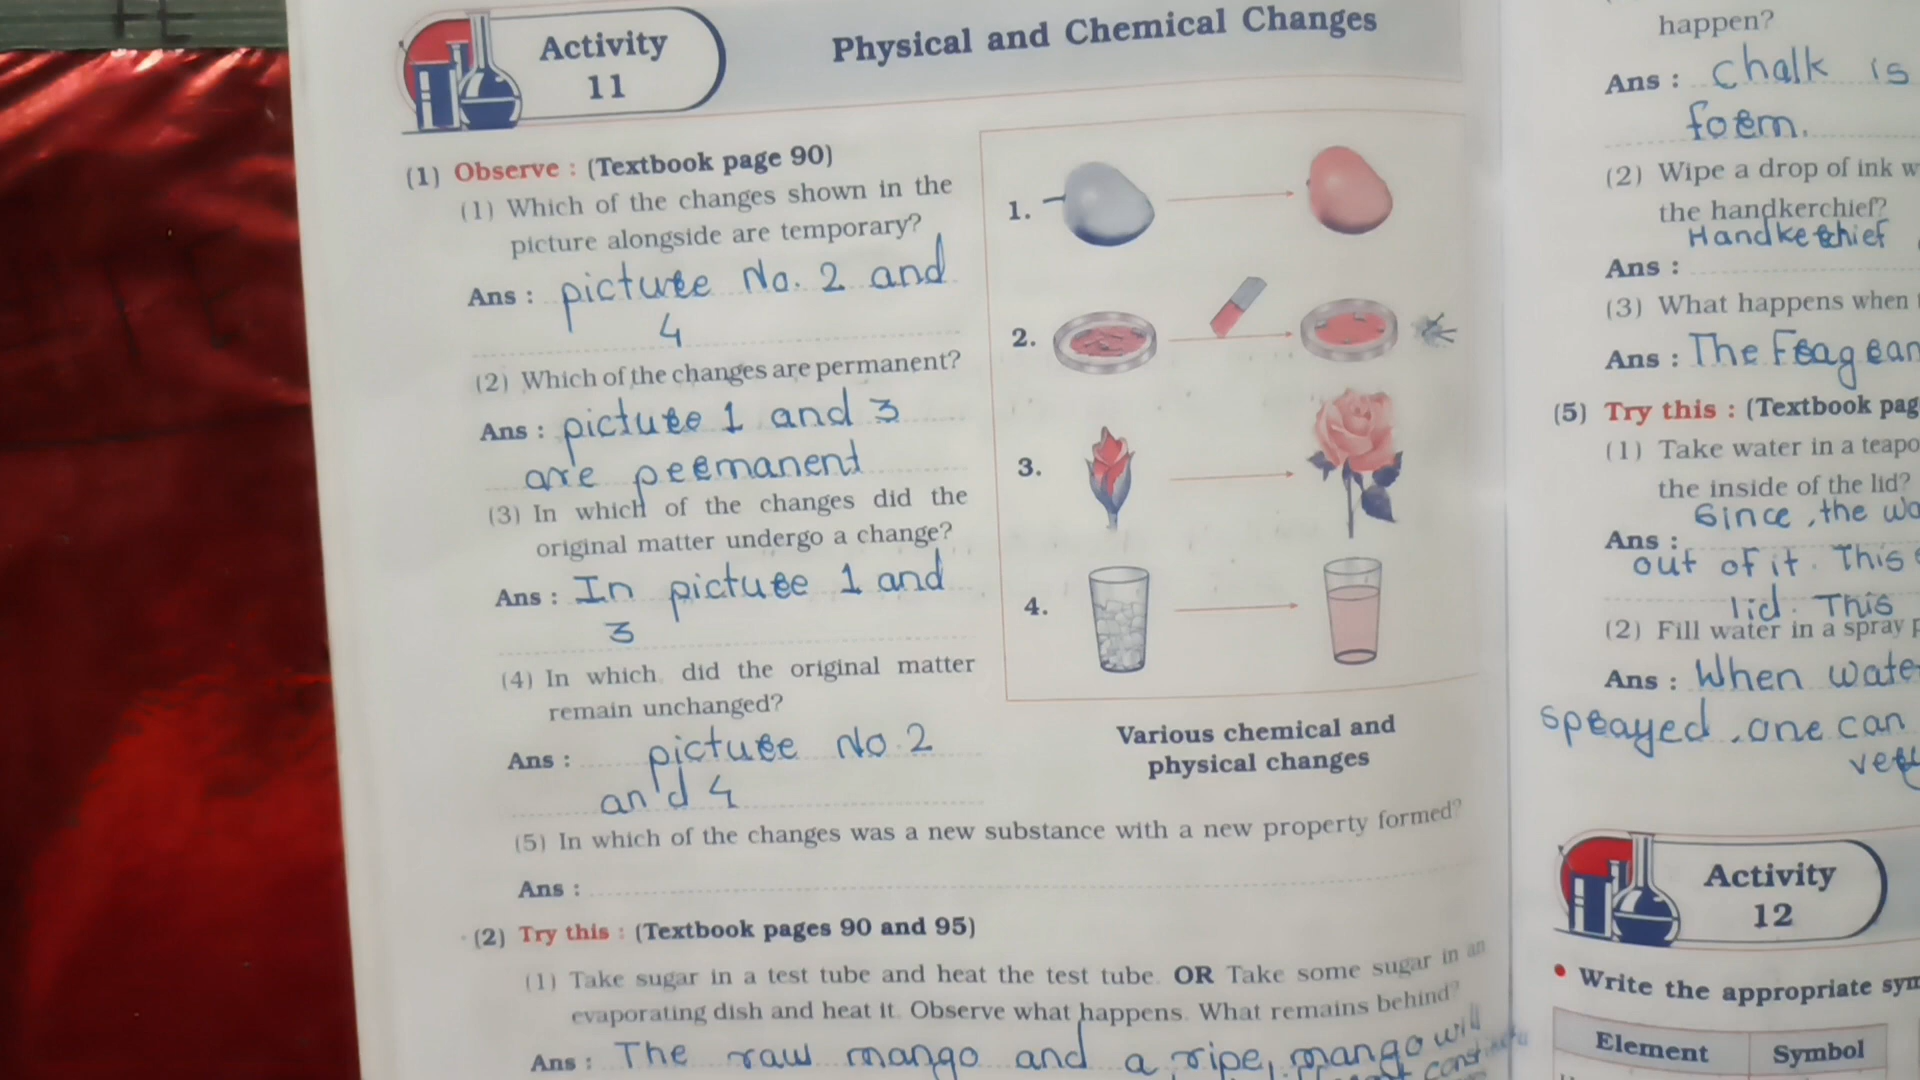 Activity
11
Physical and Chemical Changes
(1) Observe : (Textbook page 90)
(1) Which of the changes shown in the
picture alongside are temporary?
Ans : picture No. 2 and
4
(2) Which of the changes are permanent?
Ans : picture 1 and 3
are permanent
(3) In which of the changes did the
original matter undergo a change?
Ans : In picture 1 and
3
(4) In which did the original matter
remain unchanged?
Ans : picture No. 2
and 4
1.
2.
3.
4.
Various chemical and
physical changes
(5) In which of the changes was a new substance with a new property formed?
Ans :
(2) Try this : (Textbook pages 90 and 95)
(1) Take sugar in a test tube and heat the test tube. OR Take some sugar in an
evaporating dish and heat it. Observe what happens. What remains behind?
Ans : The raw mango and a ripe, mango will
happen?
Ans : chalk is
(2) Wipe a drop of ink
the handkerchief?
Handkerchief
Ans :
(3) What happens when
Ans : The
(5) Try this : (Textbook
(1) Take water in a
the inside of the lid?
Since, the
Ans :
out of it. This
lid. This
(2) Fill water in a spray
Ans : When
sprayed, one can
Activity
12
• Write the appropriate
Element
Symbol